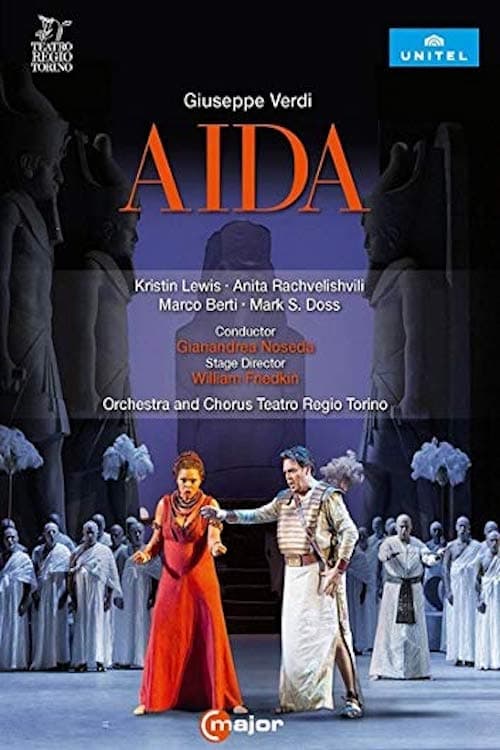 TEATRO
REGIO
TORINO
UNITEL
Giuseppe Verdi
AIDA
Kristin Lewis · Anita Rachvelishvili
Marco Berti · Mark S. Doss
Conductor
Gianandrea Noseda
Stage Director
William Friedkin
Orchestra and Chorus Teatro Regio Torino
C major